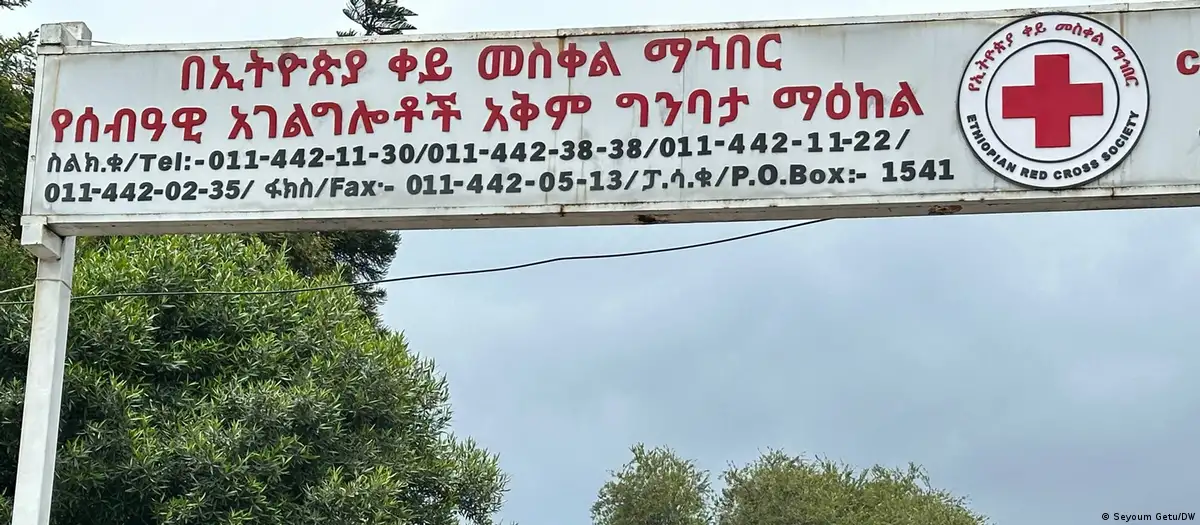 በኢትዮጵያ ቀይ መስቀል ማኅበር
የሰብዓዊ አገልግሎቶች አቅም ግንባታ ማዕከል
ስልክ.ቁ/Tel:-011-442-11-30/011-442-38-38/011-442-11-22/
011-442-02-35/ ፋክስ/Fax:- 011-442-05-13/ፓ.ሳ.ቁ/P.O.Box:- 1541
የኢትዮጵያ ቀይ መስቀል ማኅበር
ETHIOPIAN RED CROSS SOCIETY
C
© Seyoum Getu/DW